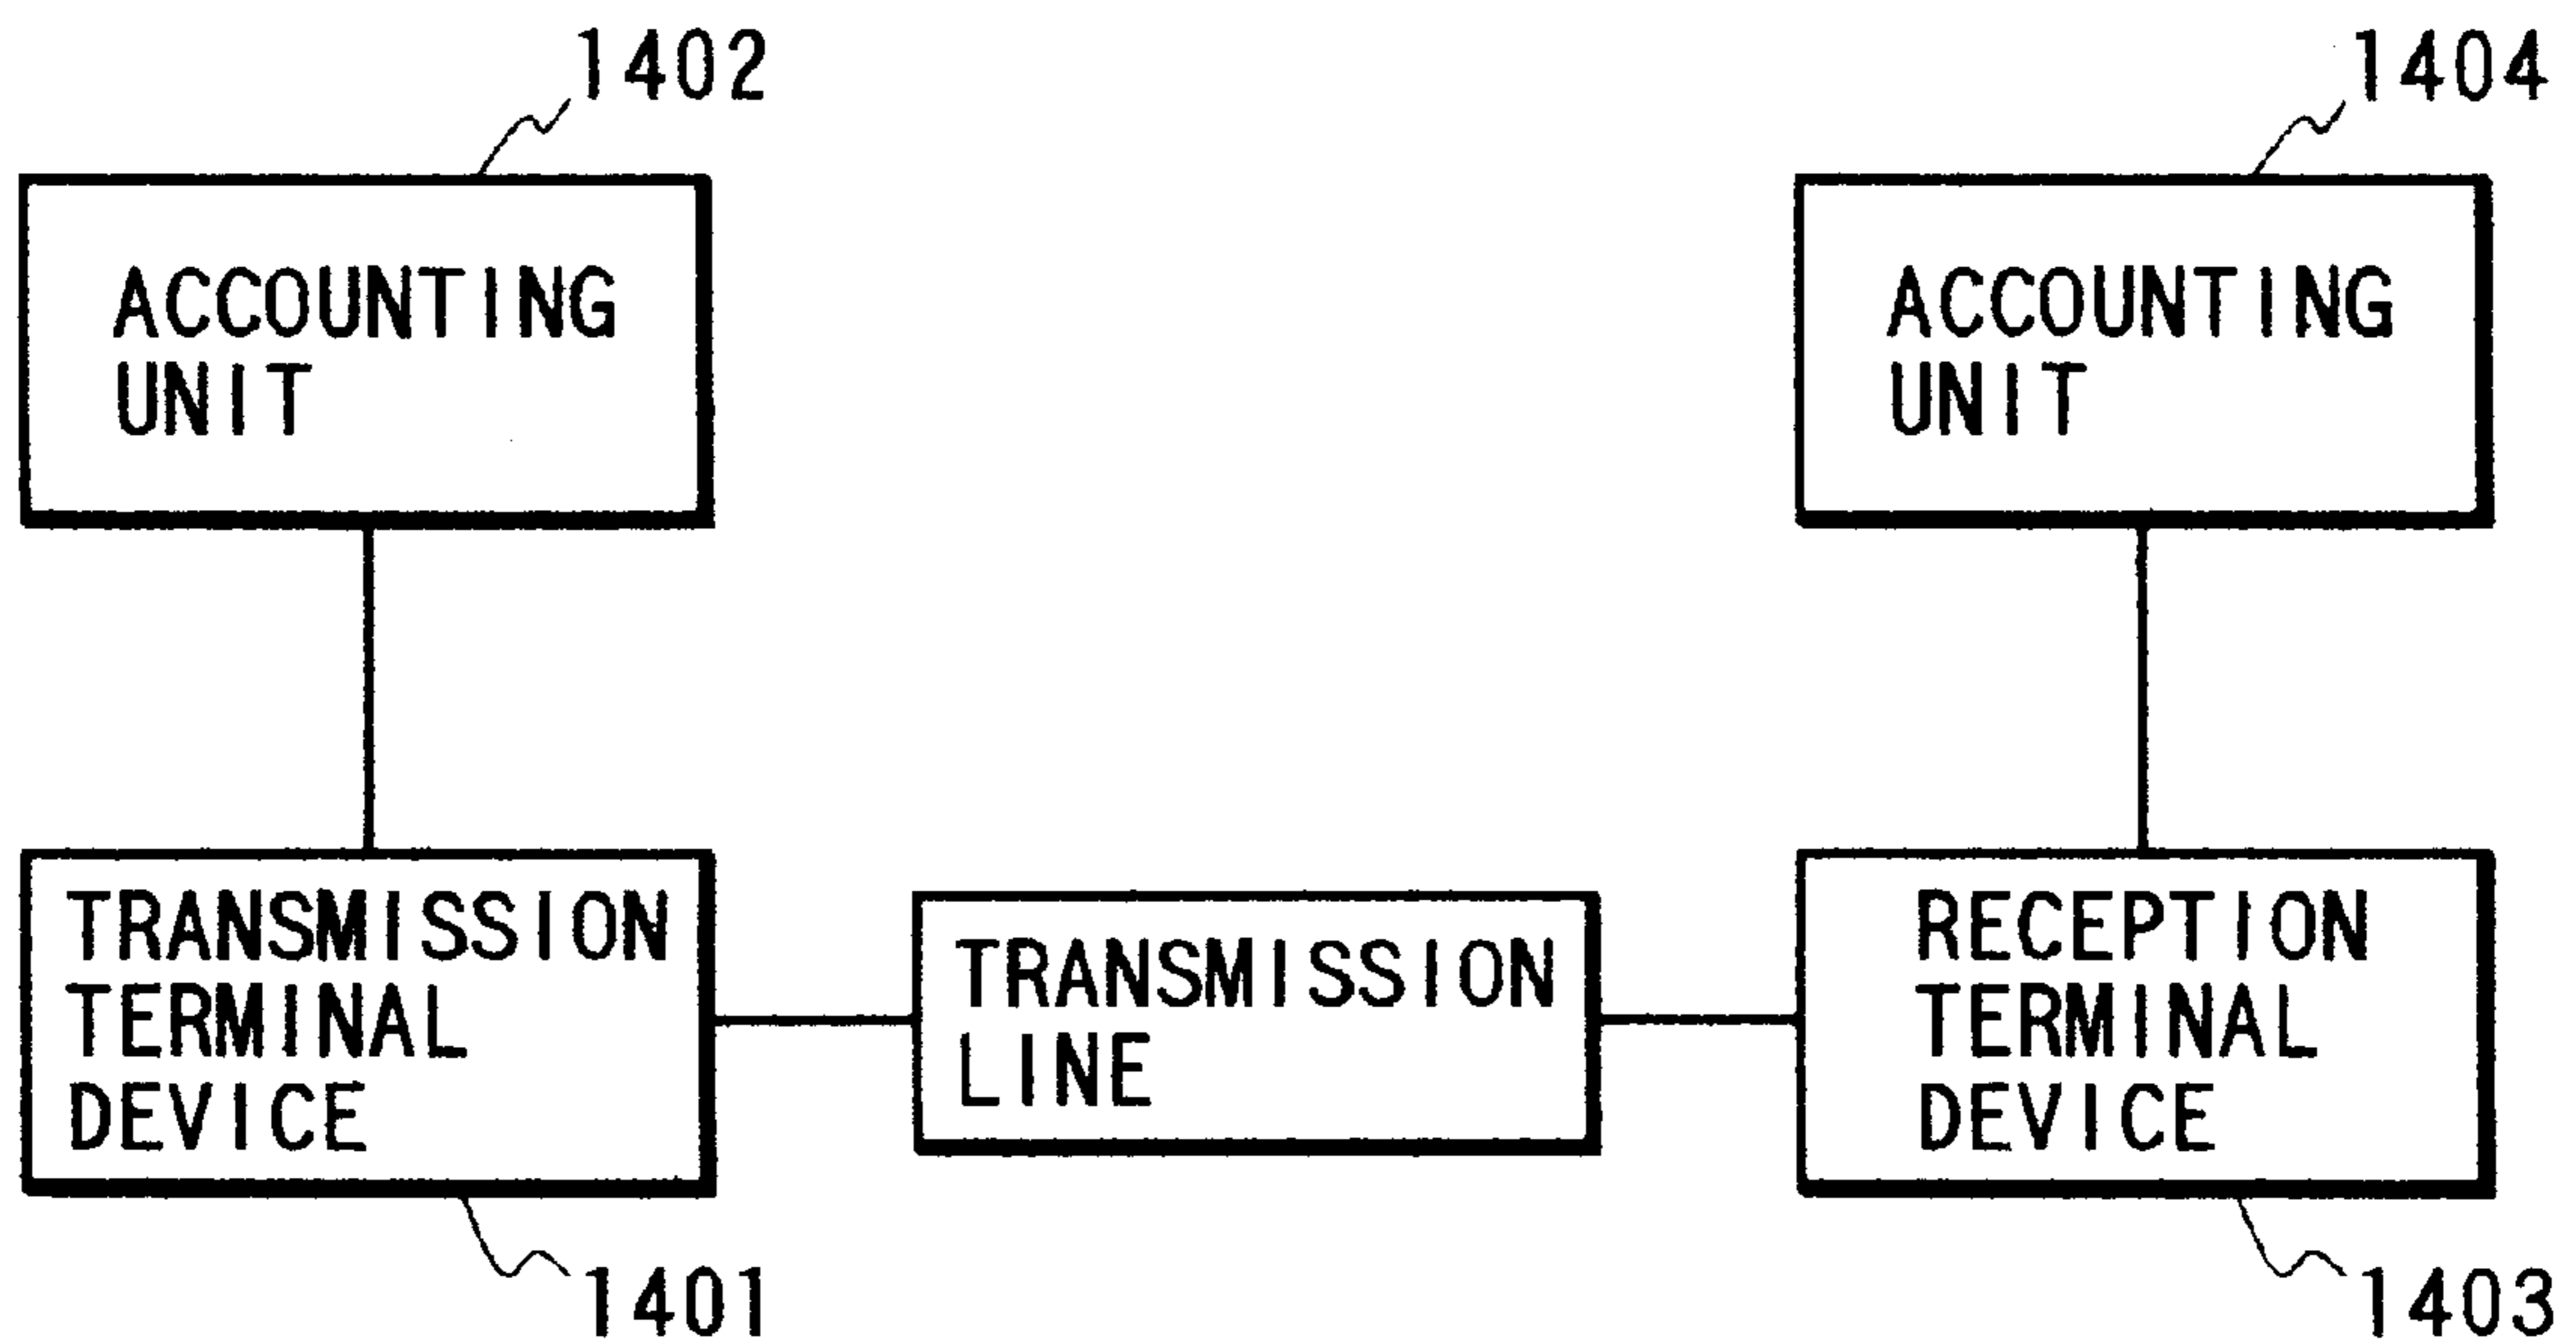 1402
1404
ACCOUNTING
UNIT
ACCOUNTING
UNIT
TRANSMISSION
TERMINAL
DEVICE
TRANSMISSION
LINE
RECEPTION
TERMINAL
DEVICE
1401
1403